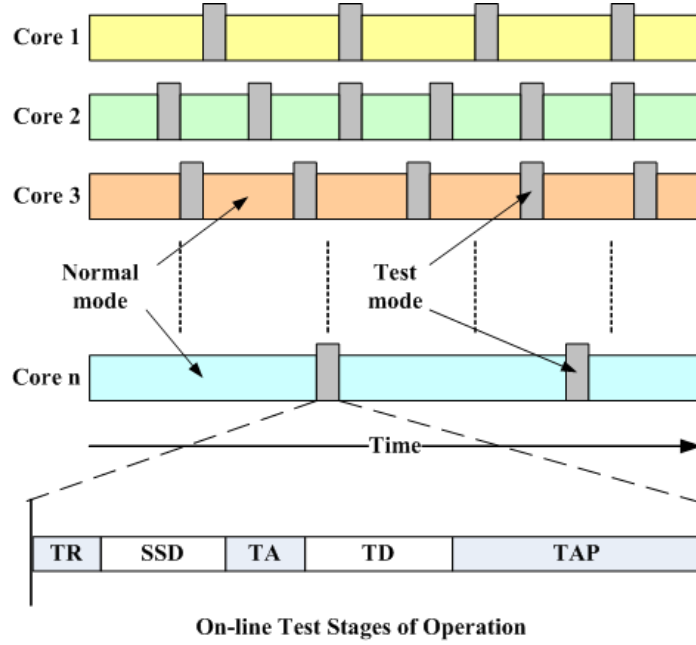 Core 1
Core 2
Core 3
Normal
mode
Test
mode
Core n
Time
TR SSD TA TD TAP
On-line Test Stages of Operation